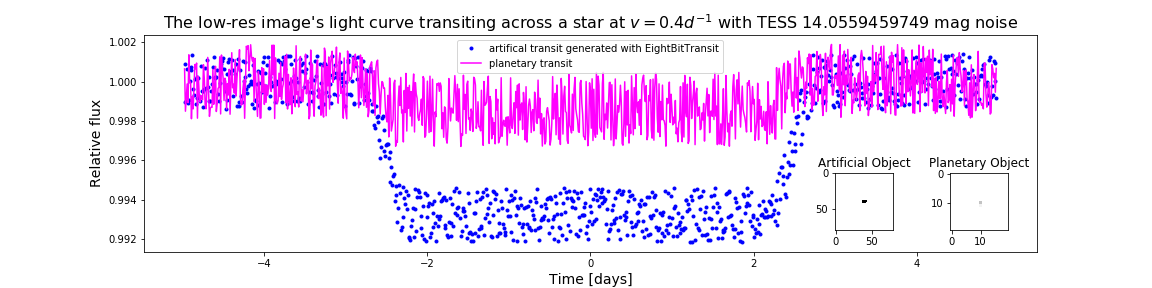 The low-res image's light curve transiting across a star at v = 0.4d⁻¹ with TESS 14.0559459749 mag noise
artifical transit generated with EightBitTransit
planetary transit
Relative flux
1.002
1.000
0.998
0.996
0.994
0.992
Artificial Object
0
50
0 50
Planetary Object
0
10
0 10
−4 −2 0 2 4
Time [days]